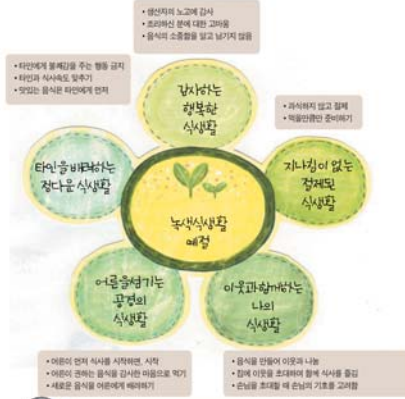 • 생산자의 노고에 감사
• 조리하신 분에 대한 고마움
• 음식의 소중함을 알고 남기지 않음
• 타인에게 불쾌감을 주는 행동 금지
• 타인과 식사속도 맞추기
• 맛있는 음식은 타인에게 먼저
감사하는
행복한
식생활
• 과식하지 않고 절제
• 먹을만큼만 준비하기
타인을 배려하는
정다운 식생활
지나침이 없는
절제된
식생활
녹색식생활
예절
어른을 섬기는
공경의
식생활
이웃과 함께하는
나의
식생활
• 어른이 먼저 식사를 시작하면, 시작
• 어른이 권하는 음식을 감사한 마음으로 먹기
• 새로운 음식을 어른에게 배려하기
• 음식을 만들어 이웃과 나눔
• 집에 이웃을 초대하여 함께 식사를 즐김
• 손님을 초대할 때 손님의 기호를 고려함